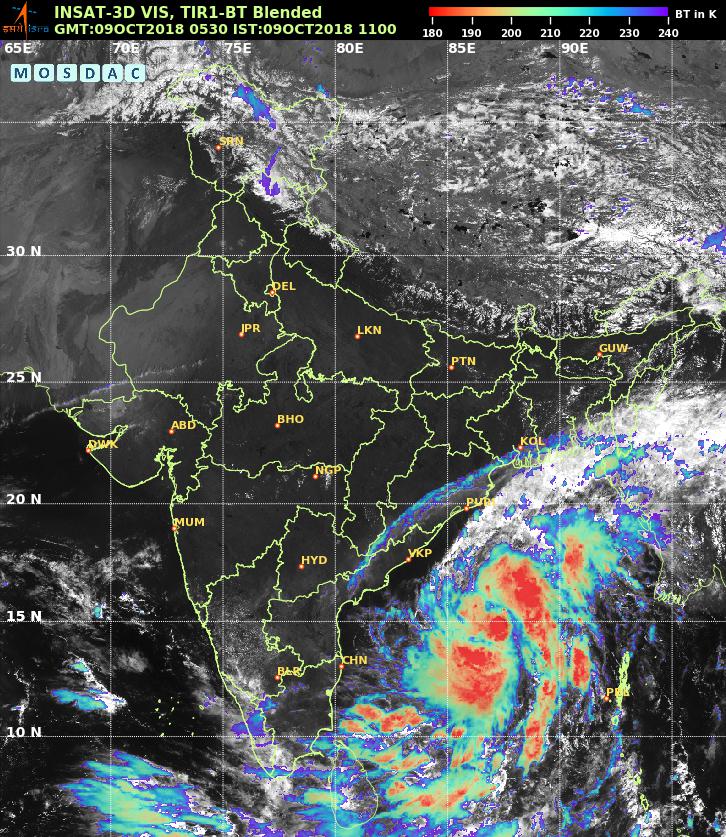 INSAT-3D VIS, TIR1-BT Blended
GMT:09OCT2018 0530 IST:09OCT2018 1100
BT in K
180 190 200 210 220 230 240
65E 70E 75E 80E 85E 90E
MOSDAC
SRN
30 N
DEL
JPR LKN
GUW
PTN
25 N
ABD BHO
DWK KOL
NGP
20 N PURI
MUM
HYD VKP
15 N
CHN
BLR
PBL
10 N